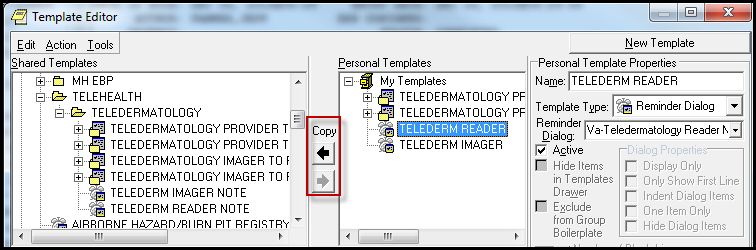 Template Editor
Edit Action Tools
New Template
Shared Templates
MH EBP
TELEHEALTH
TELEDERMATOLOGY
TELEDERMATOLOGY PROVIDER T
TELEDERMATOLOGY PROVIDER T
TELEDERMATOLOGY IMAGER TO
TELEDERMATOLOGY IMAGER TO F
TELEDERM IMAGER NOTE
TELEDERM READER NOTE
AIRBORNE HAZARD/BURN PIT REGISTRY
Copy
Personal Templates
My Templates
TELEDERMATOLOGY PF
TELEDERMATOLOGY PF
TELEDERM READER
TELEDERM IMAGER
Personal Template Properties
Name: TELEDERM READER
Template Type: Reminder Dialog
Reminder
Dialog: Va-Teledermatology Reader N
Active
Hide Items
in Templates
Drawer
Exclude
from Group
Boilerplate
Dialog Properties
Display Only
Only Show First Line
Indent Dialog Items
One Item Only
Hide Dialog Items